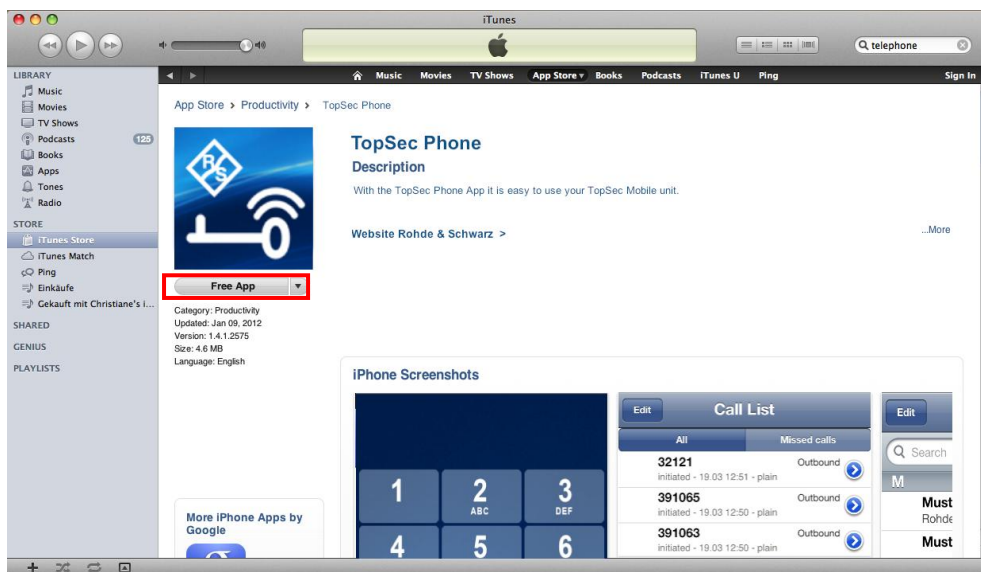 iTunes
telephone
LIBRARY
Music
Movies
TV Shows
Podcasts 125
Books
Apps
Tones
Radio
STORE
iTunes Store
iTunes Match
Ping
Einkäufe
Gekauft mit Christiane's i...
SHARED
GENIUS
PLAYLISTS
Music Movies TV Shows App Store Books Podcasts iTunes U Ping Sign In
App Store > Productivity > TopSec Phone
R&S
Free App
Category: Productivity
Updated: Jan 09, 2012
Version: 1.4.1.2575
Size: 4.6 MB
Language: English
More iPhone Apps by
Google
TopSec Phone
Description
With the TopSec Phone App it is easy to use your TopSec Mobile unit.
Website Rohde & Schwarz >
...More
iPhone Screenshots
1 2 3
ABC DEF
4 5 6
Edit Call List
All Missed calls
32121 Outbound
initiated - 19.03 12:51 - plain
391065 Outbound
initiated - 19.03 12:50 - plain
391063 Outbound
initiated - 19.03 12:50 - plain
Edit
Search
M
Must
Rohde
Must